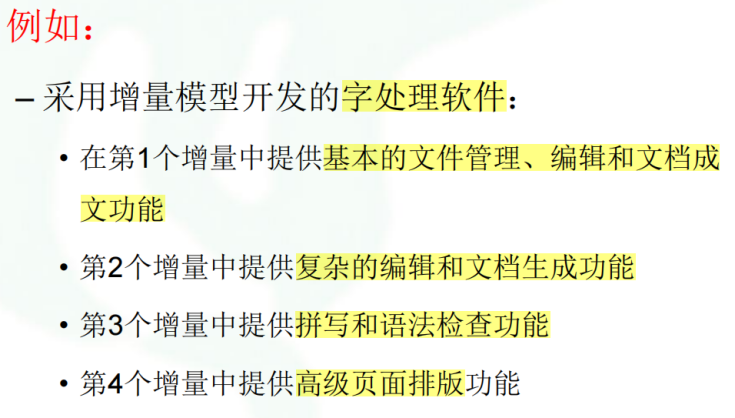 例如：
– 采用增量模型开发的字处理软件：
• 在第1个增量中提供基本的文件管理、编辑和文档成
文功能
• 第2个增量中提供复杂的编辑和文档生成功能
• 第3个增量中提供拼写和语法检查功能
• 第4个增量中提供高级页面排版功能